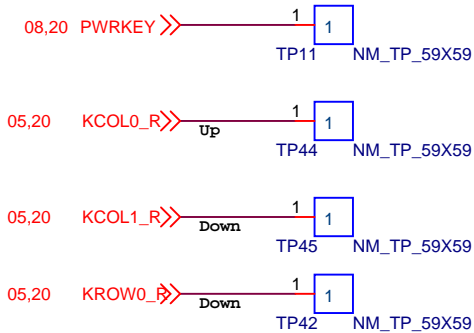 08,20 PWRKEY 1 1
TP11 NM_TP_59X59
05,20 KCOL0_R Up 1 1
TP44 NM_TP_59X59
05,20 KCOL1_R Down 1 1
TP45 NM_TP_59X59
05,20 KROW0_R Down 1 1
TP42 NM_TP_59X59